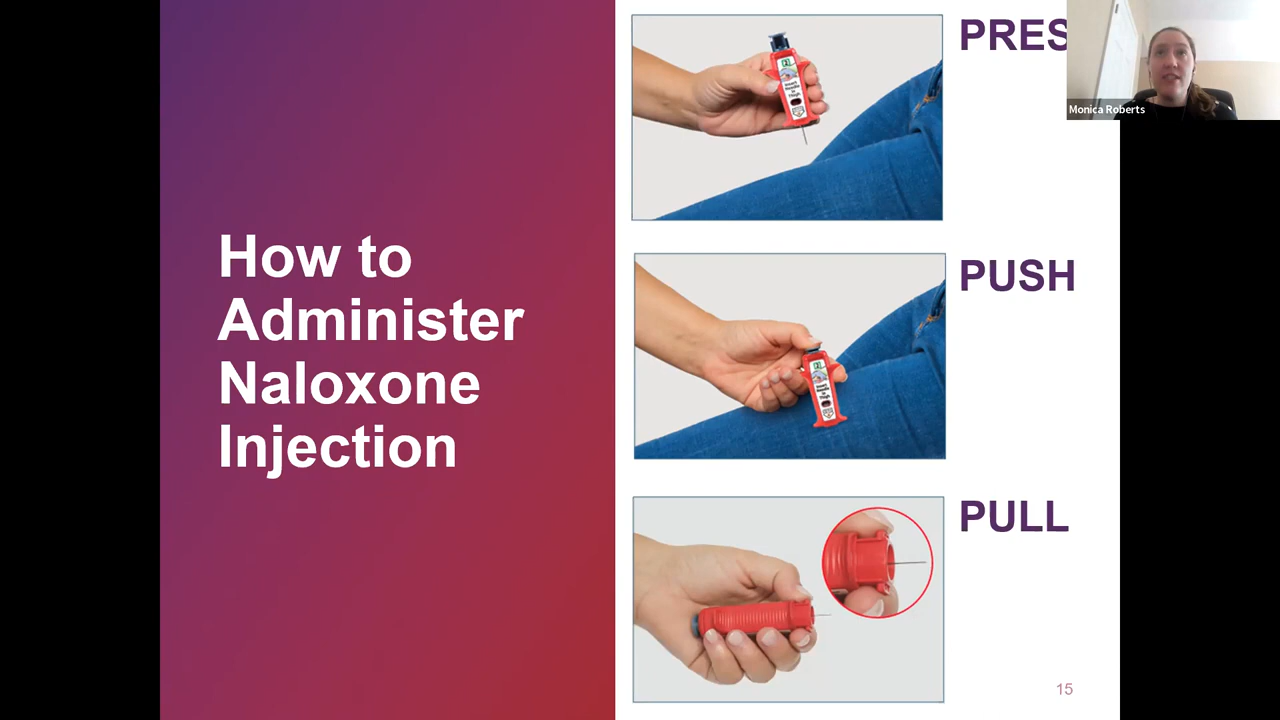 How to
Administer
Naloxone
Injection
PRES
PUSH
PULL
Monica Roberts
15